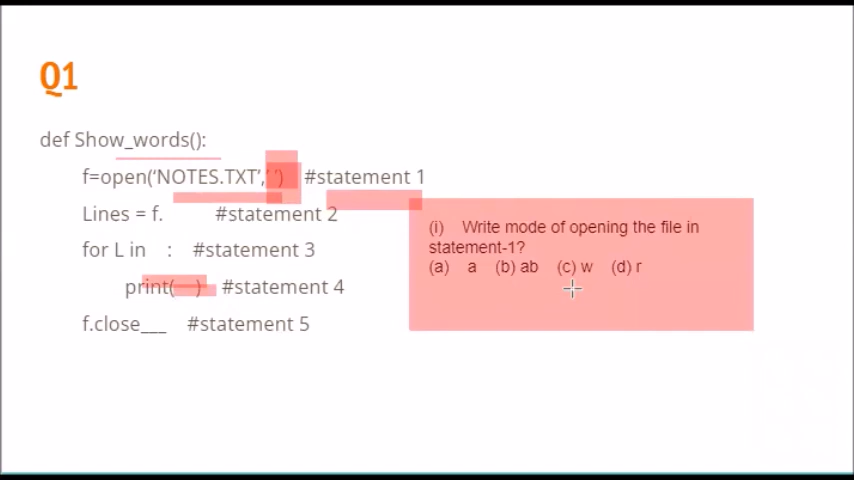 Q1
def Show_words():
f=open('NOTES.TXT',' ') #statement 1
Lines = f. #statement 2
for L in : #statement 3
print( ) #statement 4
f.close___ #statement 5
(i) Write mode of opening the file in
statement-1?
(a) a (b) ab (c) w (d) r